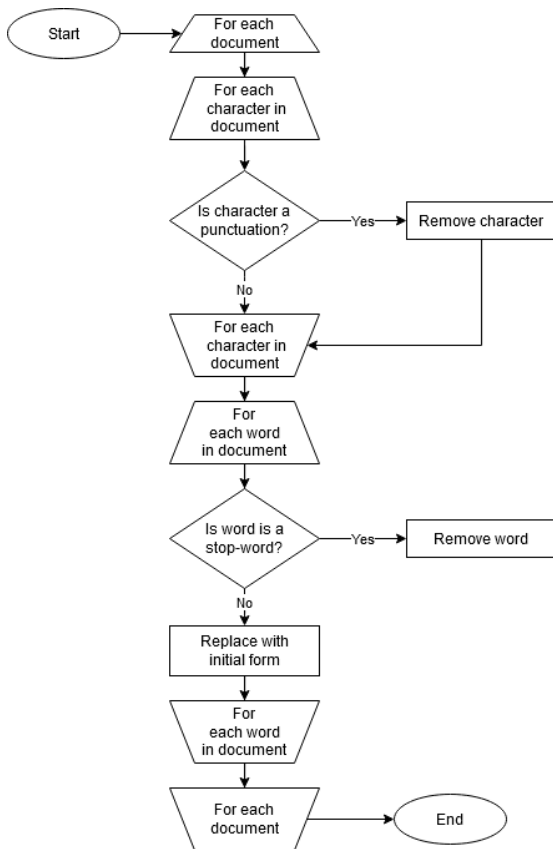 Start
For each
document
For each
character in
document
Is character a
punctuation?
Yes
Remove character
No
For each
character in
document
For
each word
in document
Is word is a
stop-word?
Yes
Remove word
No
Replace with
initial form
For
each word
in document
For each
document
End